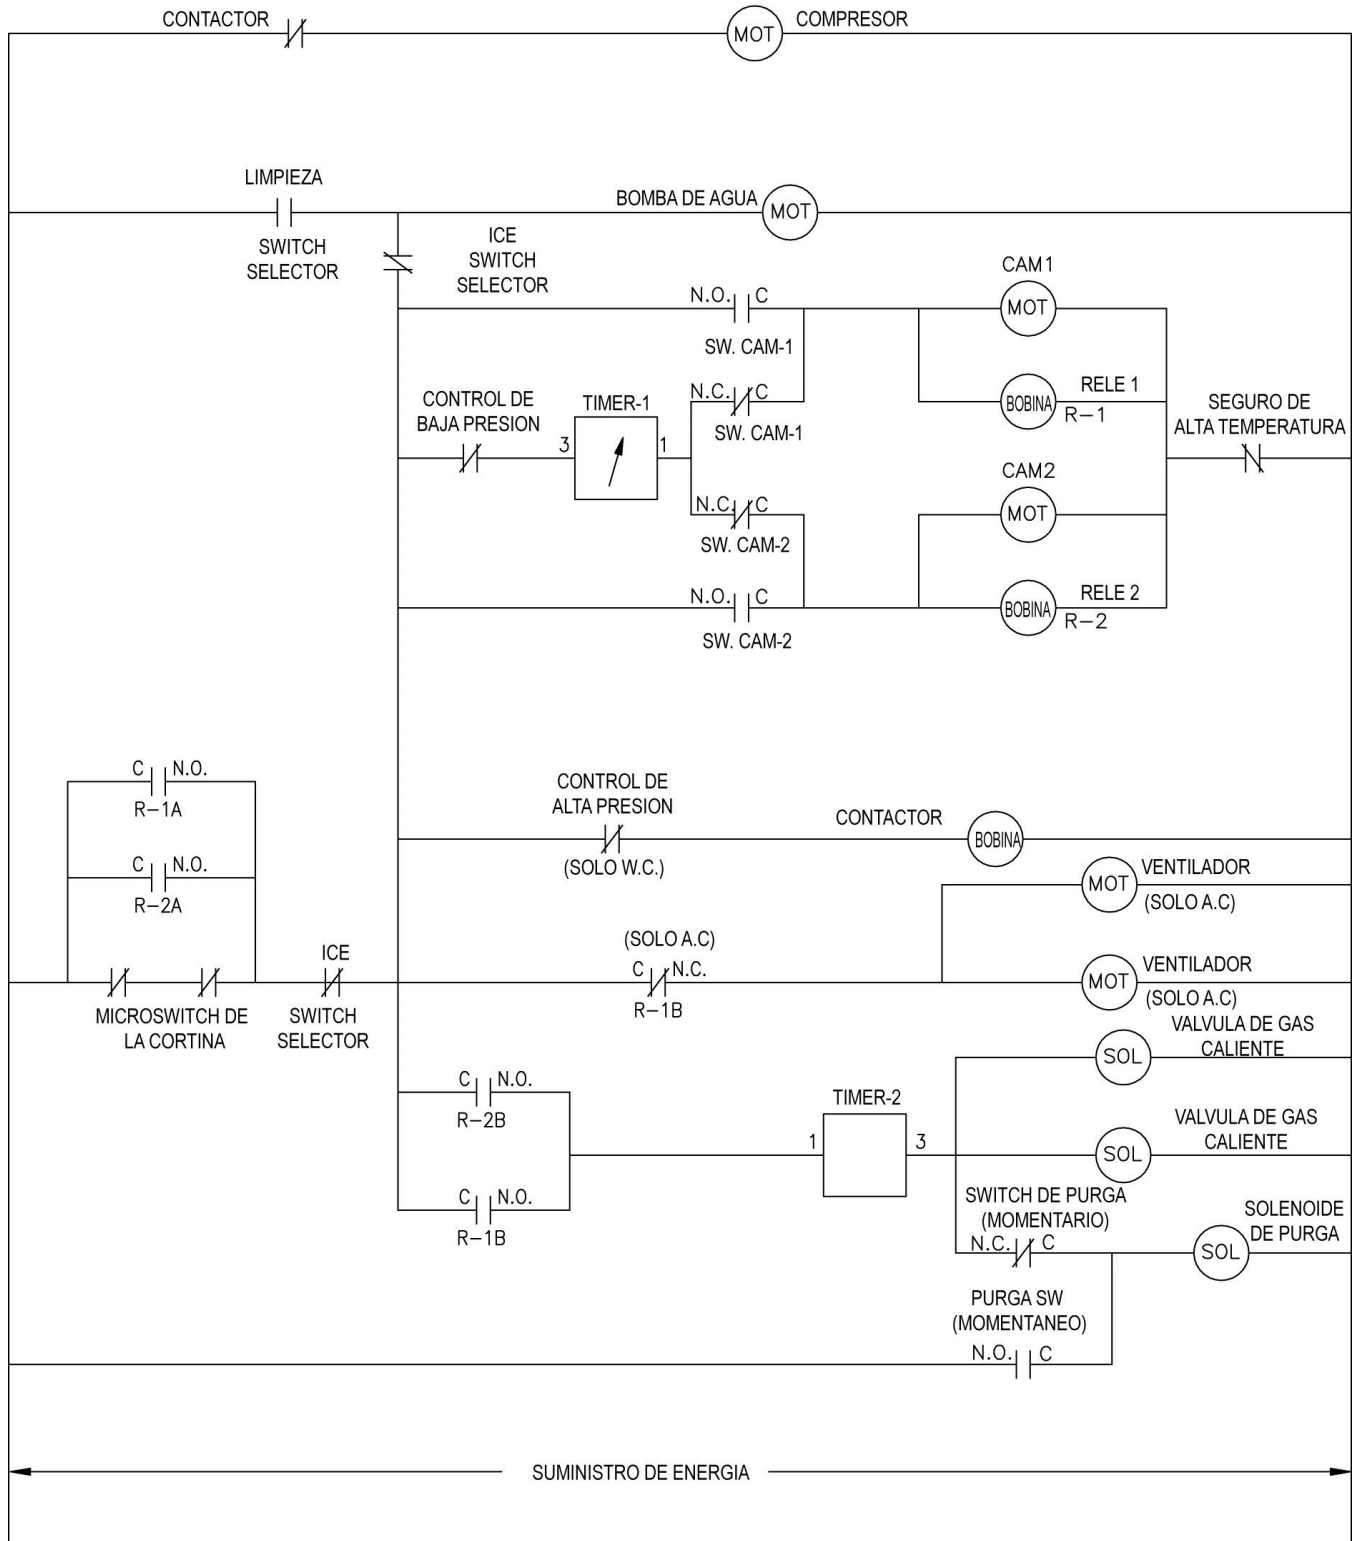 CONTACTOR
MOT
COMPRESOR
LIMPIEZA
SWITCH
SELECTOR
BOMBA DE AGUA
MOT
ICE
SWITCH
SELECTOR
N.O. C
SW. CAM-1
CAM1
MOT
N.C. C
SW. CAM-1
BOBINA
RELE 1
R-1
CONTROL DE
BAJA PRESION
TIMER-1
3
1
SEGURO DE
ALTA TEMPERATURA
N.C. C
SW. CAM-2
CAM2
MOT
N.O. C
SW. CAM-2
BOBINA
RELE 2
R-2
C N.O.
R-1A
C N.O.
R-2A
CONTROL DE
ALTA PRESION
(SOLO W.C.)
CONTACTOR
BOBINA
MOT
VENTILADOR
(SOLO A.C)
MICROSWITCH DE
LA CORTINA
ICE
SWITCH
SELECTOR
(SOLO A.C)
C N.C.
R-1B
MOT
VENTILADOR
(SOLO A.C)
SOL
VALVULA DE GAS
CALIENTE
C N.O.
R-2B
C N.O.
R-1B
TIMER-2
1
3
SOL
VALVULA DE GAS
CALIENTE
SWITCH DE PURGA
(MOMENTARIO)
N.C. C
SOL
SOLENOIDE
DE PURGA
PURGA SW
(MOMENTANEO)
N.O. C
SUMINISTRO DE ENERGIA